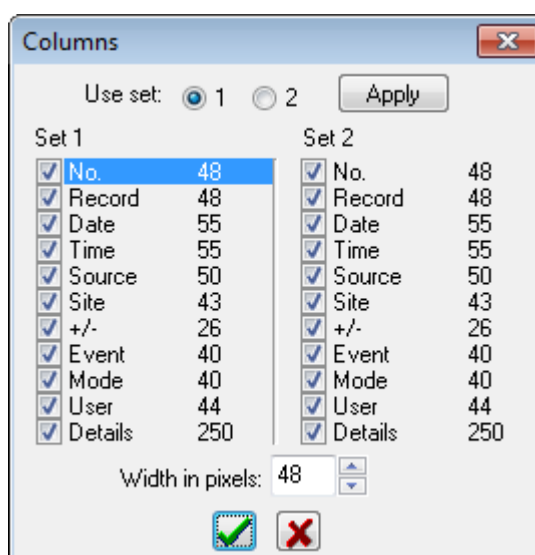 Columns
Use set: 1 2 Apply
Set 1 Set 2
No. 48 No. 48
Record 48 Record 48
Date 55 Date 55
Time 55 Time 55
Source 50 Source 50
Site 43 Site 43
+/- 26 +/- 26
Event 40 Event 40
Mode 40 Mode 40
User 44 User 44
Details 250 Details 250
Width in pixels: 48